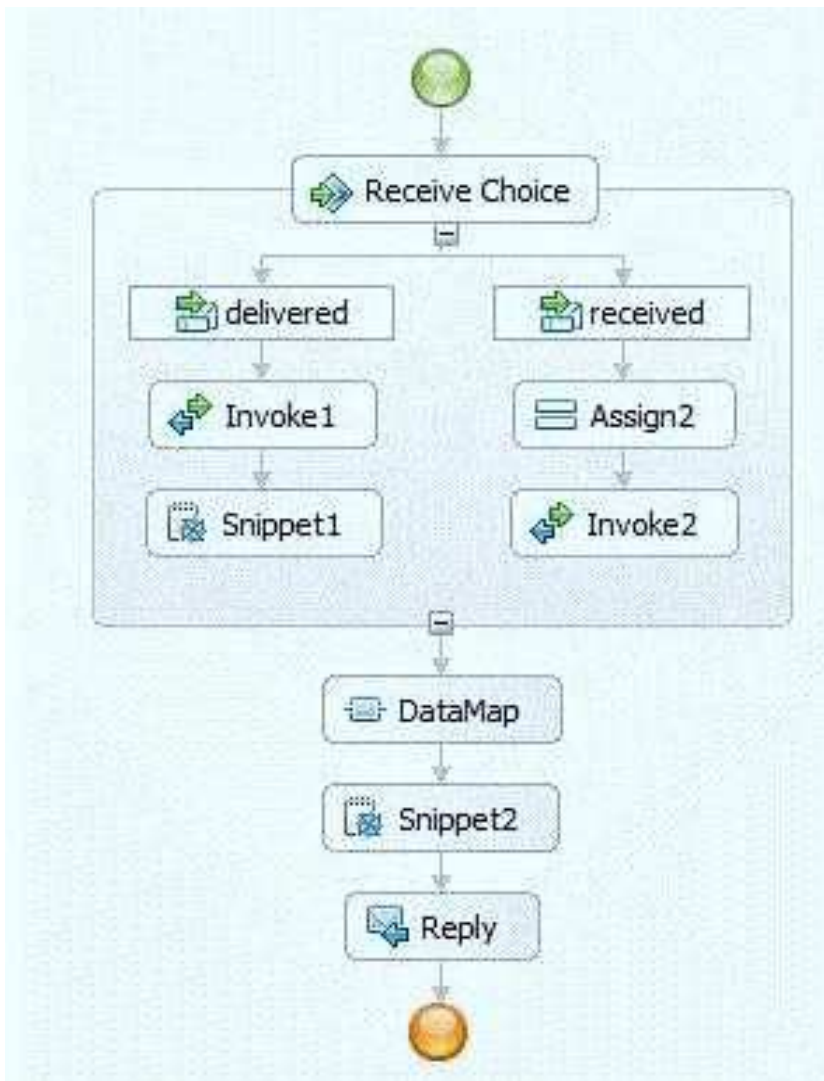 Receive Choice
delivered
received
Invoke1
Assign2
Snippet1
Invoke2
DataMap
Snippet2
Reply